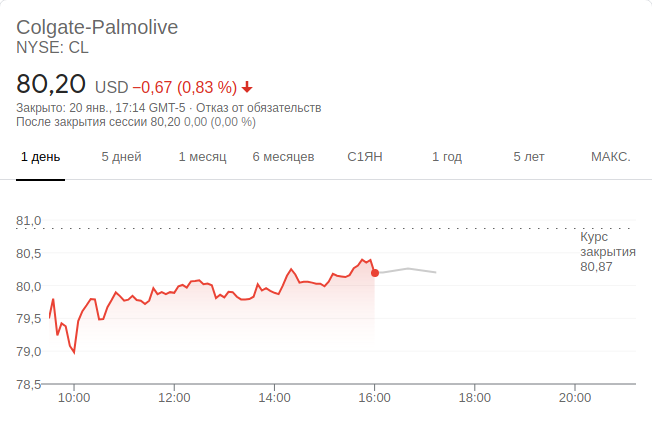 Colgate-Palmolive
NYSE: CL
80,20 USD −0,67 (0,83 %)
Закрыто: 20 янв., 17:14 GMT-5 · Отказ от обязательств
После закрытия сессии 80,20 0,00 (0,00 %)
1 день 5 дней 1 месяц 6 месяцев С1ЯН 1 год 5 лет МАКС.
81,0
Курс
закрытия
80,87
80,5
80,0
79,5
79,0
78,5
10:00 12:00 14:00 16:00 18:00 20:00